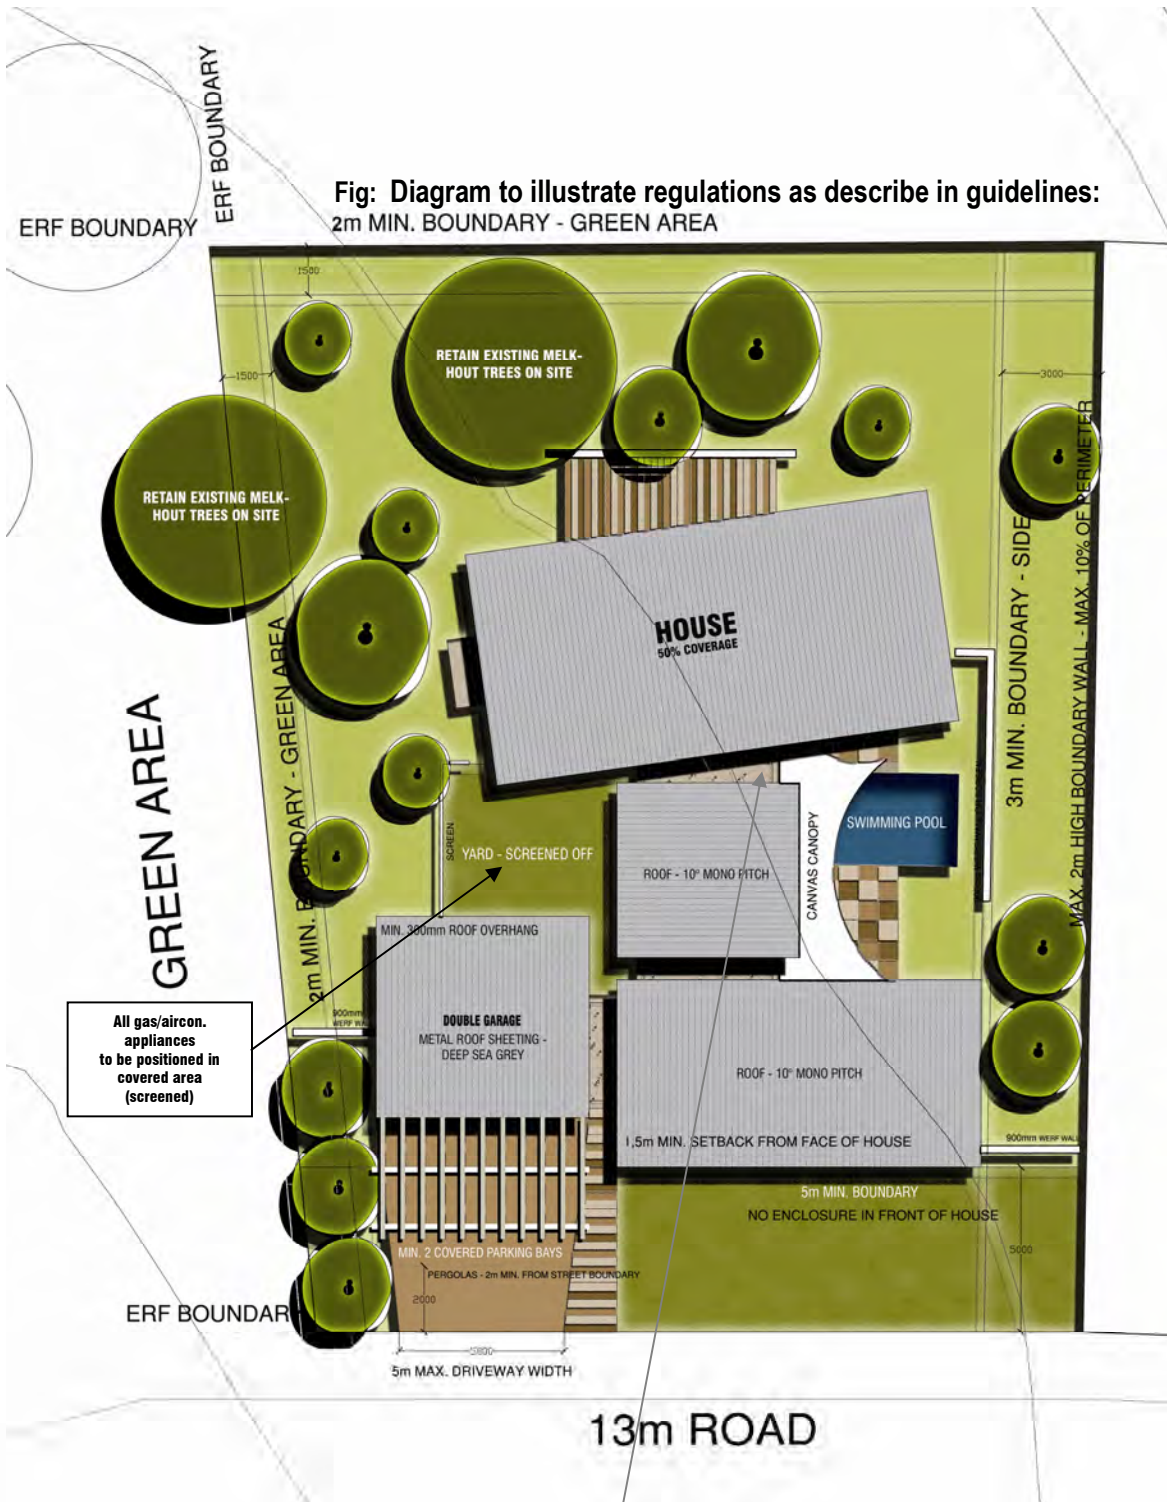 ERF BOUNDARY
Fig:  Diagram to illustrate regulations as describe in guidelines:
ERF BOUNDARY
2m MIN. BOUNDARY - GREEN AREA
1500
RETAIN EXISTING MELK-
HOUT TREES ON SITE
1500
3000
RETAIN EXISTING MELK-
HOUT TREES ON SITE
MAX. 2m HIGH BOUNDARY WALL - MAX. 10% OF PERIMETER
3m MIN. BOUNDARY - SIDE
HOUSE
50% COVERAGE
2m MIN. BOUNDARY - GREEN AREA
GREEN AREA
SCREEN
YARD - SCREENED OFF
CANVAS CANOPY
SWIMMING POOL
ROOF - 10° MONO PITCH
MIN. 300mm ROOF OVERHANG
All gas/aircon.
appliances
to be positioned in
covered area
(screened)
900mm
WERF WALL
DOUBLE GARAGE
METAL ROOF SHEETING -
DEEP SEA GREY
ROOF - 10° MONO PITCH
1,5m MIN. SETBACK FROM FACE OF HOUSE
900mm WERF WALL
5m MIN. BOUNDARY
NO ENCLOSURE IN FRONT OF HOUSE
MIN. 2 COVERED PARKING BAYS
5000
PERGOLAS - 2m MIN. FROM STREET BOUNDARY
2000
ERF BOUNDAR
5m MAX. DRIVEWAY WIDTH
13m ROAD